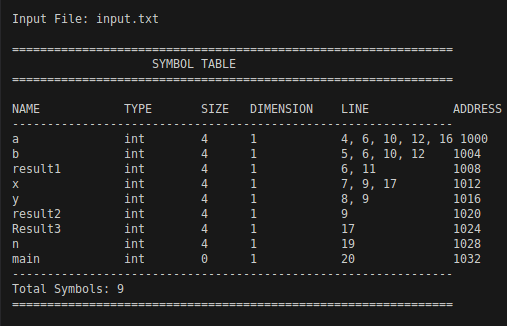 Input File: input.txt
===============================================================
SYMBOL TABLE
===============================================================
NAME TYPE SIZE DIMENSION LINE ADDRESS
---------------------------------------------------------------
a int 4 1 4, 6, 10, 12, 16 1000
b int 4 1 5, 6, 10, 12 1004
result1 int 4 1 6, 11 1008
x int 4 1 7, 9, 17 1012
y int 4 1 8, 9 1016
result2 int 4 1 9 1020
Result3 int 4 1 17 1024
n int 4 1 19 1028
main int 0 1 20 1032
---------------------------------------------------------------
Total Symbols: 9
===============================================================